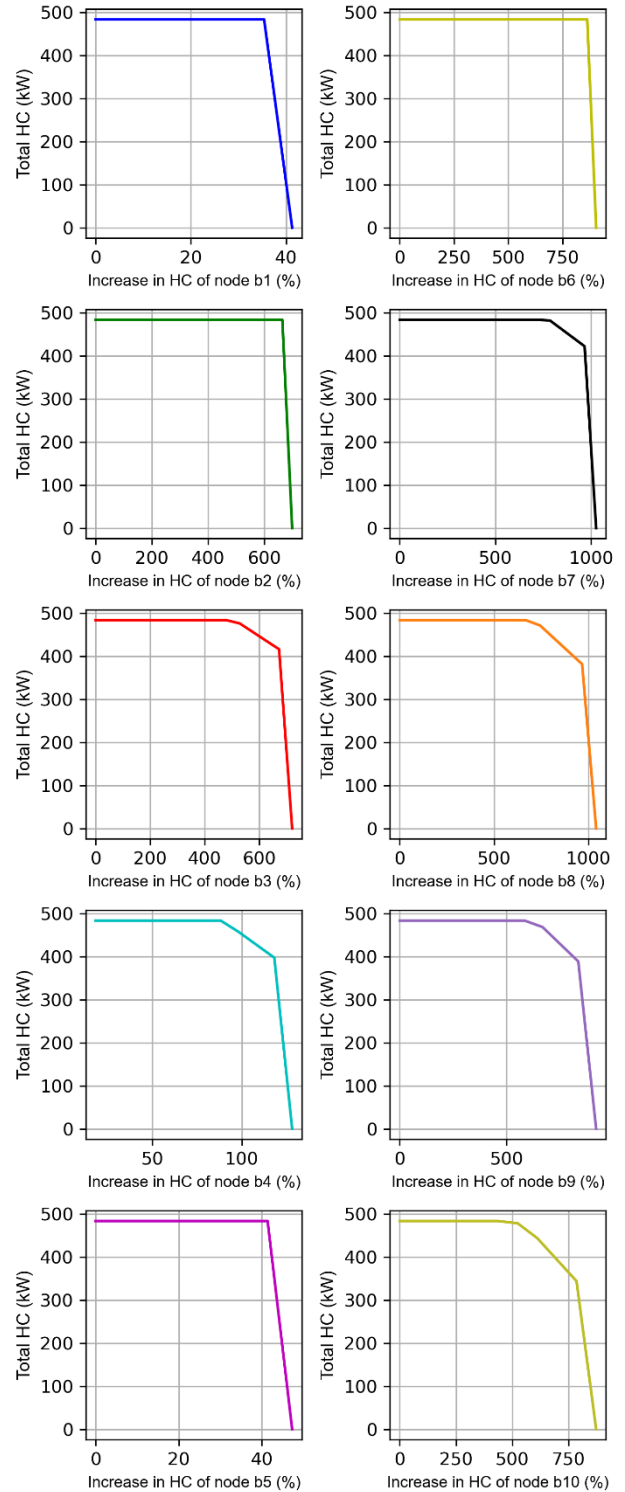 500
400
300
200
100
0
Total HC (kW)
0 20 40
Increase in HC of node b1 (%)
500
400
300
200
100
0
Total HC (kW)
0 250 500 750
Increase in HC of node b6 (%)
500
400
300
200
100
0
Total HC (kW)
0 200 400 600
Increase in HC of node b2 (%)
500
400
300
200
100
0
Total HC (kW)
0 500 1000
Increase in HC of node b7 (%)
500
400
300
200
100
0
Total HC (kW)
0 200 400 600
Increase in HC of node b3 (%)
500
400
300
200
100
0
Total HC (kW)
0 500 1000
Increase in HC of node b8 (%)
500
400
300
200
100
0
Total HC (kW)
50 100
Increase in HC of node b4 (%)
500
400
300
200
100
0
Total HC (kW)
0 500
Increase in HC of node b9 (%)
500
400
300
200
100
0
Total HC (kW)
0 20 40
Increase in HC of node b5 (%)
500
400
300
200
100
0
Total HC (kW)
0 250 500 750
Increase in HC of node b10 (%)